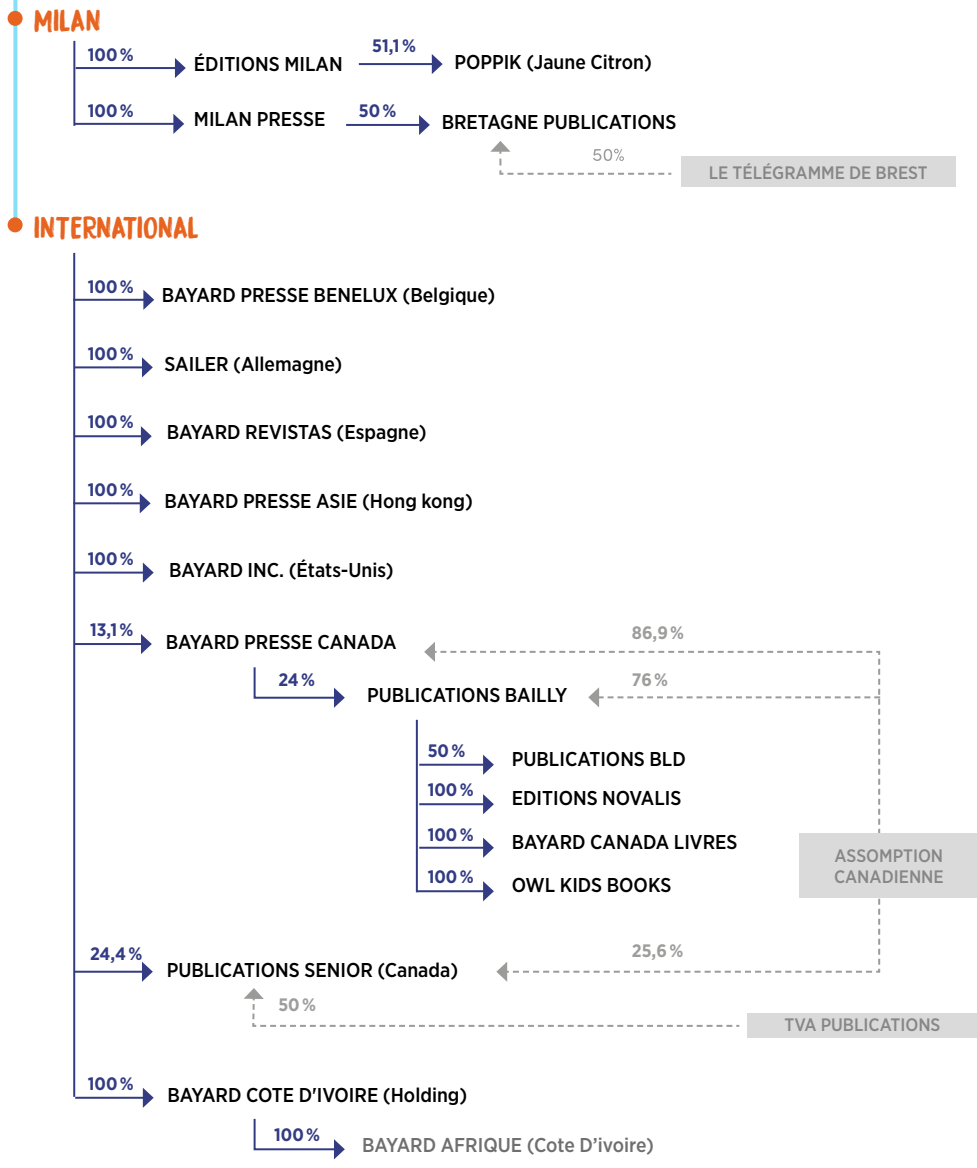 MILAN
100 %
ÉDITIONS MILAN
51,1 %
POPPIK (Jaune Citron)
100 %
MILAN PRESSE
50 %
BRETAGNE PUBLICATIONS
50%
LE TÉLÉGRAMME DE BREST
INTERNATIONAL
100 %
BAYARD PRESSE BENELUX (Belgique)
100 %
SAILER (Allemagne)
100 %
BAYARD REVISTAS (Espagne)
100 %
BAYARD PRESSE ASIE (Hong kong)
100 %
BAYARD INC. (États-Unis)
13,1 %
BAYARD PRESSE CANADA
86,9 %
24 %
PUBLICATIONS BAILLY
76 %
50 %
PUBLICATIONS BLD
100 %
EDITIONS NOVALIS
100 %
BAYARD CANADA LIVRES
100 %
OWL KIDS BOOKS
ASSOMPTION
CANADIENNE
24,4 %
PUBLICATIONS SENIOR (Canada)
25,6 %
50 %
TVA PUBLICATIONS
100 %
BAYARD COTE D'IVOIRE (Holding)
100 %
BAYARD AFRIQUE (Cote D’ivoire)